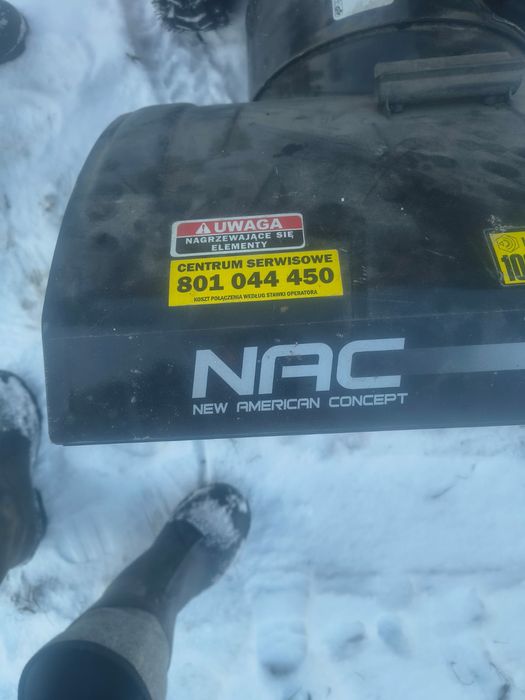 UWAGA
NAGRZEWAJĄCE SIĘ
ELEMENTY
CENTRUM SERWISOWE
801 044 450
KOSZT POŁĄCZENIA WEDŁUG STAWKI OPERATORA
NAC
NEW AMERICAN CONCEPT